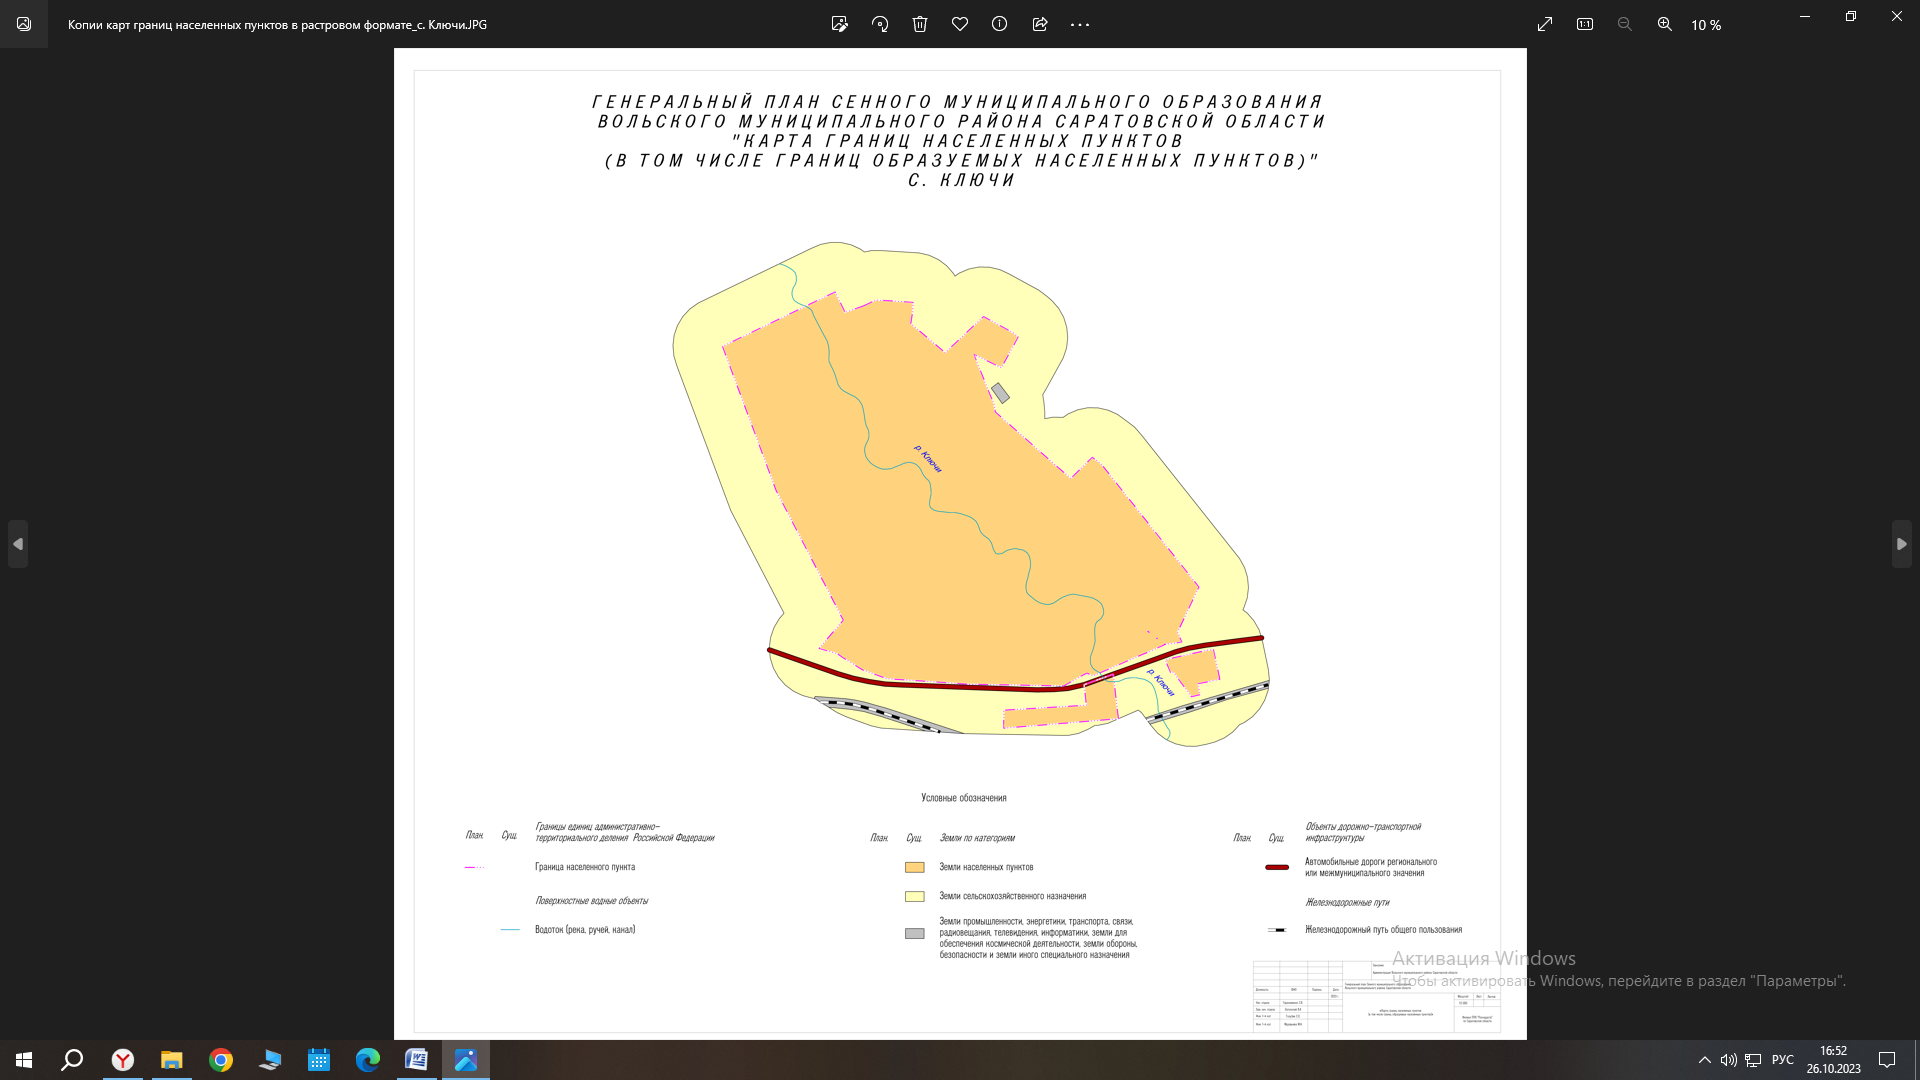 Копии карт границ населенных пунктов в растровом формате_с. Ключи.JPG
10 %
ГЕНЕРАЛЬНЫЙ ПЛАН СЕННОГО МУНИЦИПАЛЬНОГО ОБРАЗОВАНИЯ
ВОЛЬСКОГО МУНИЦИПАЛЬНОГО РАЙОНА САРАТОВСКОЙ ОБЛАСТИ
"КАРТА ГРАНИЦ НАСЕЛЕННЫХ ПУНКТОВ
(В ТОМ ЧИСЛЕ ГРАНИЦ ОБРАЗУЕМЫХ НАСЕЛЕННЫХ ПУНКТОВ)"
С. КЛЮЧИ
р. Ключи
р. Ключи
Условные обозначения
План. Сущ. Границы единиц административно-
территориального деления Российской Федерации
Граница населенного пункта
Поверхностные водные объекты
Водоток (река, ручей, канал)
План. Сущ. Земли по категориям
Земли населенных пунктов
Земли сельскохозяйственного назначения
Земли промышленности, энергетики, транспорта, связи,
радиовещания, телевидения, информатики, земли для
обеспечения космической деятельности, земли обороны,
безопасности и земли иного специального назначения
План. Сущ. Объекты дорожно-транспортной
инфраструктуры
Автомобильные дороги регионального
или межмуниципального значения
Железнодорожные пути
Железнодорожный путь общего пользования
Активация Windows
Чтобы активировать Windows, перейдите в раздел "Параметры".
РУС
16:52
26.10.2023